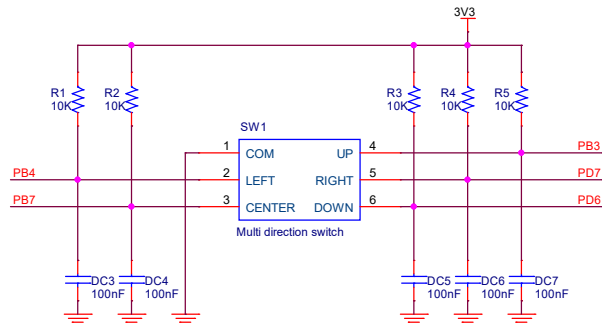 3V3
R1
10K
R2
10K
R3
10K
R4
10K
R5
10K
SW1
1
COM
UP
4
PB3
PB4
2
LEFT
RIGHT
5
PD7
PB7
3
CENTER
DOWN
6
PD6
Multi direction switch
DC3
100nF
DC4
100nF
DC5
100nF
DC6
100nF
DC7
100nF